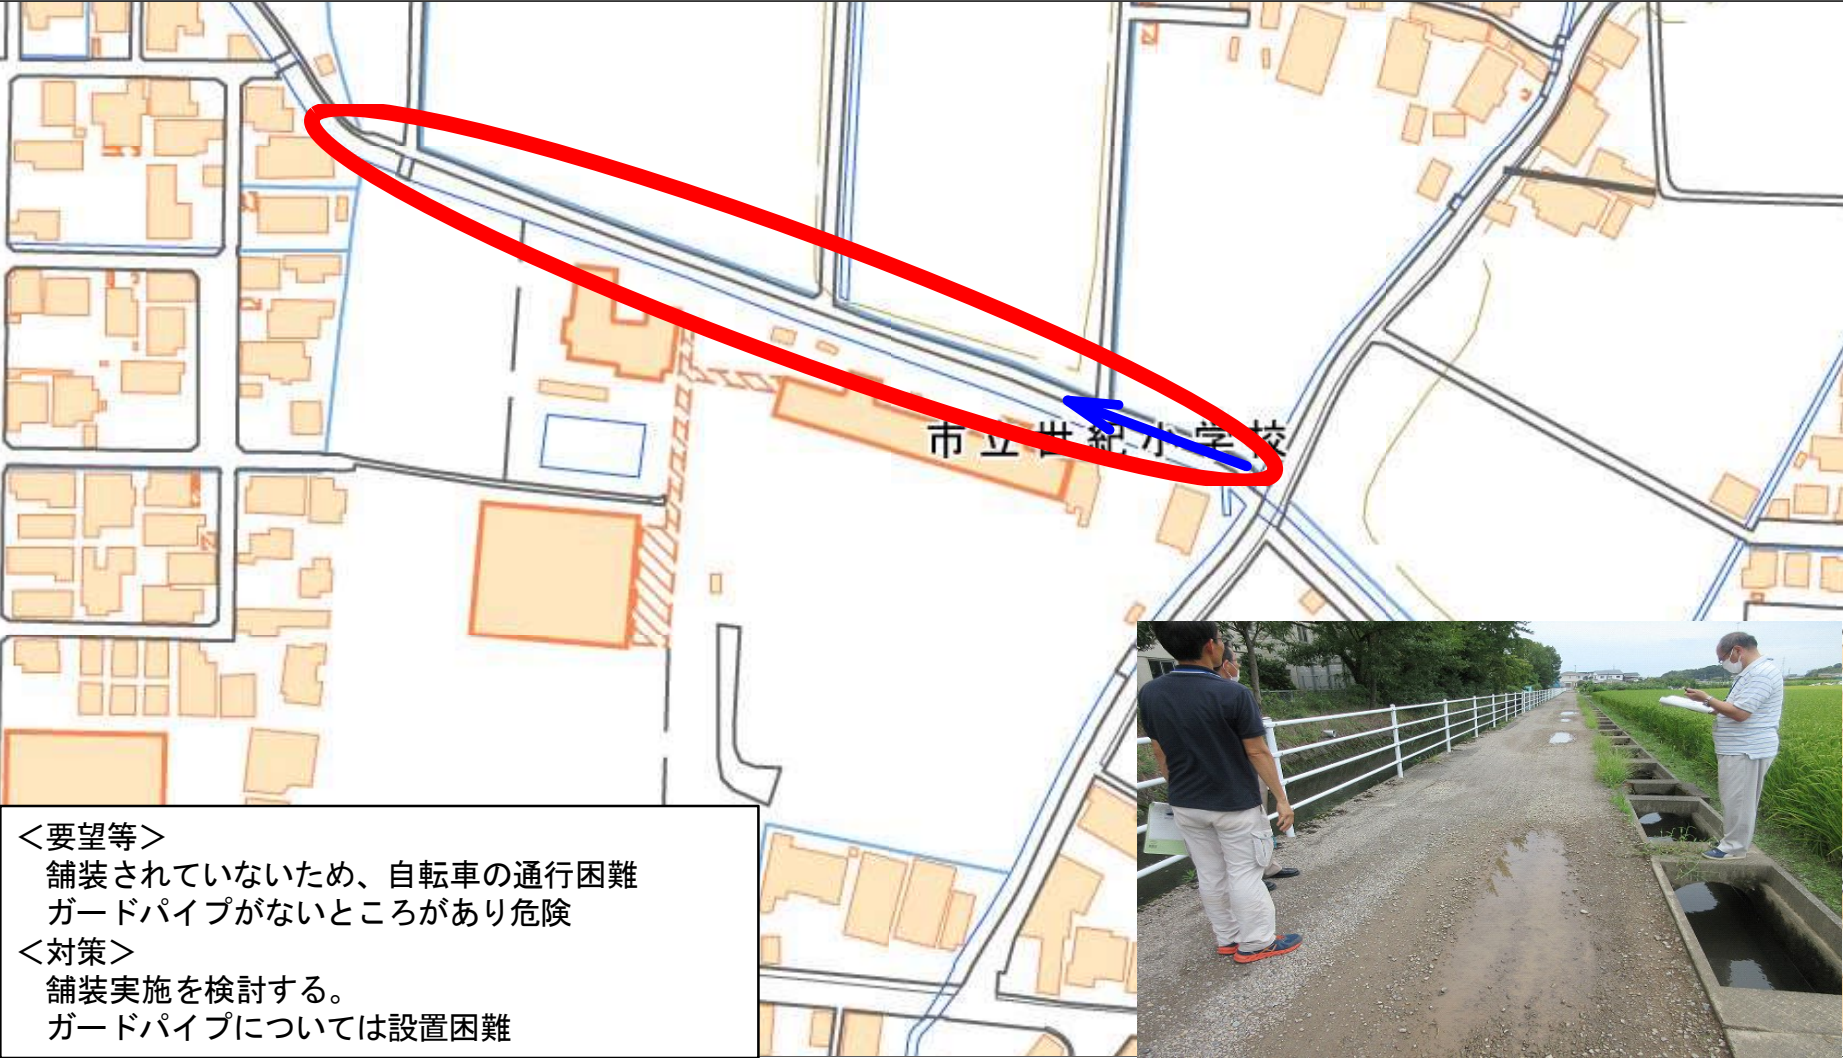 市立世紀小学校
＜要望等＞
舗装されていないため、自転車の通行困難
ガードパイプがないところがあり危険
＜対策＞
舗装実施を検討する。
ガードパイプについては設置困難